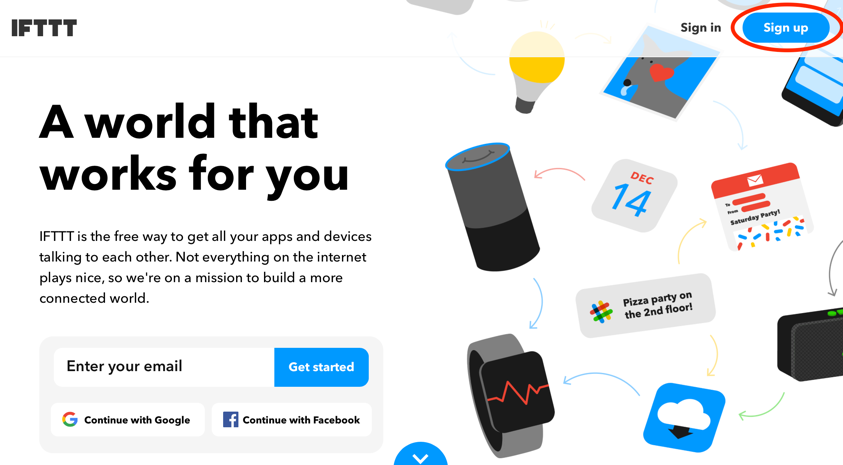 IFTTT
Sign in
Sign up
A world that
works for you
IFTTT is the free way to get all your apps and devices
talking to each other. Not everything on the internet
plays nice, so we're on a mission to build a more
connected world.
Enter your email
Get started
Continue with Google
Continue with Facebook
DEC
14
To
From
Saturday Party!
Pizza party on
the 2nd floor!